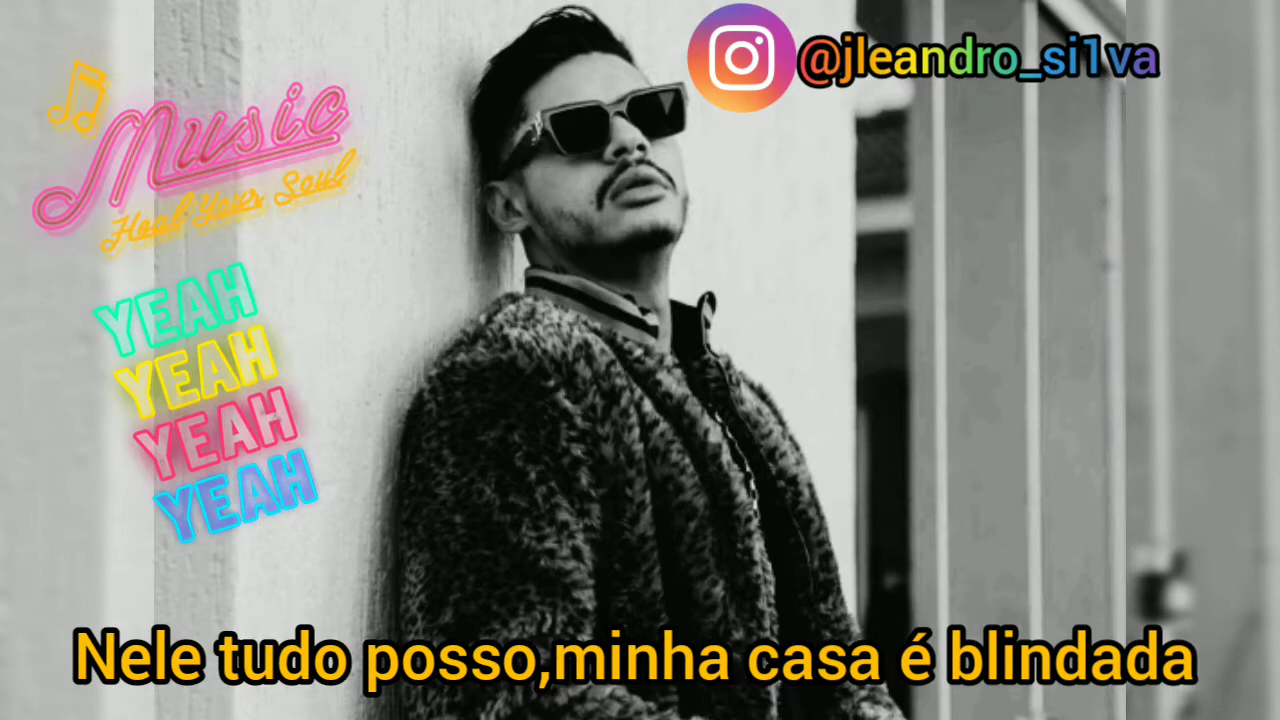 @jleandro_si1va
Music
Heal Your Soul
YEAH
YEAH
YEAH
YEAH
Nele tudo posso,minha casa é blindada